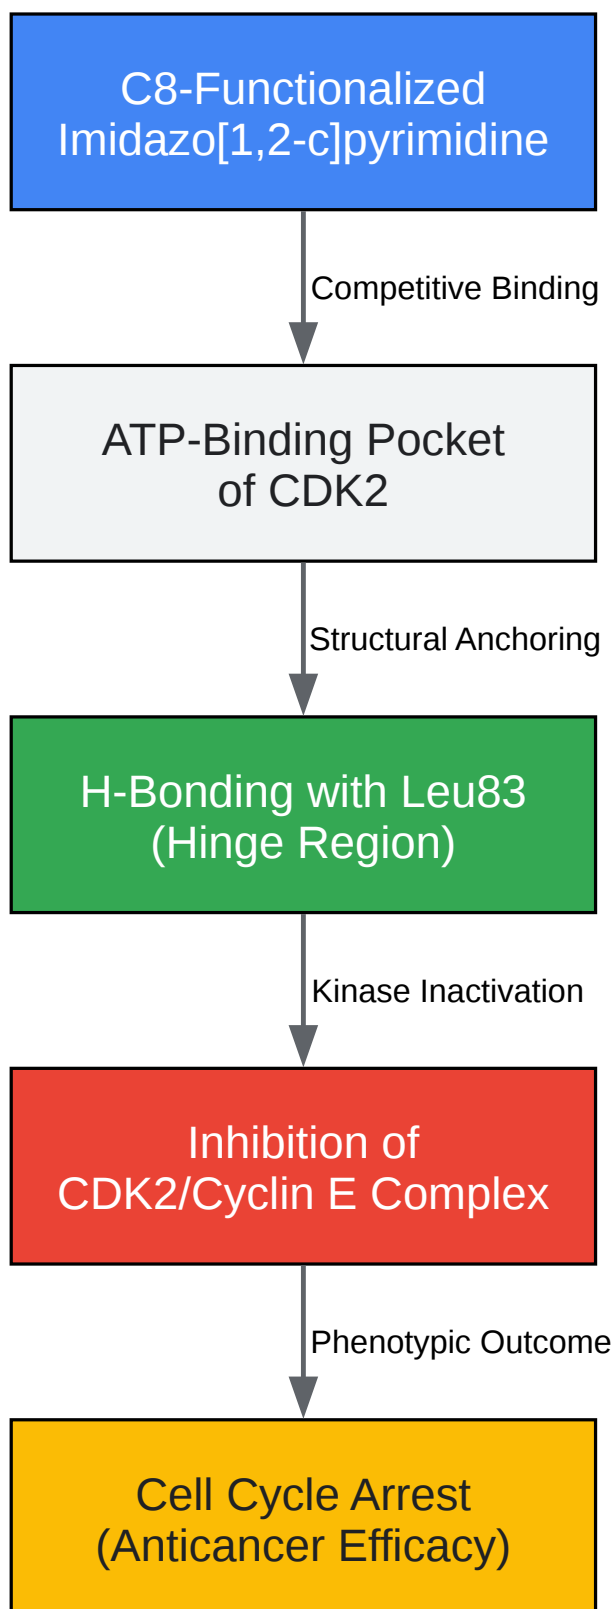 C8-Functionalized
Imidazo[1,2-c]pyrimidine
Competitive Binding
ATP-Binding Pocket
of CDK2
Structural Anchoring
H-Bonding with Leu83
(Hinge Region)
Kinase Inactivation
Inhibition of
CDK2/Cyclin E Complex
Phenotypic Outcome
Cell Cycle Arrest
(Anticancer Efficacy)